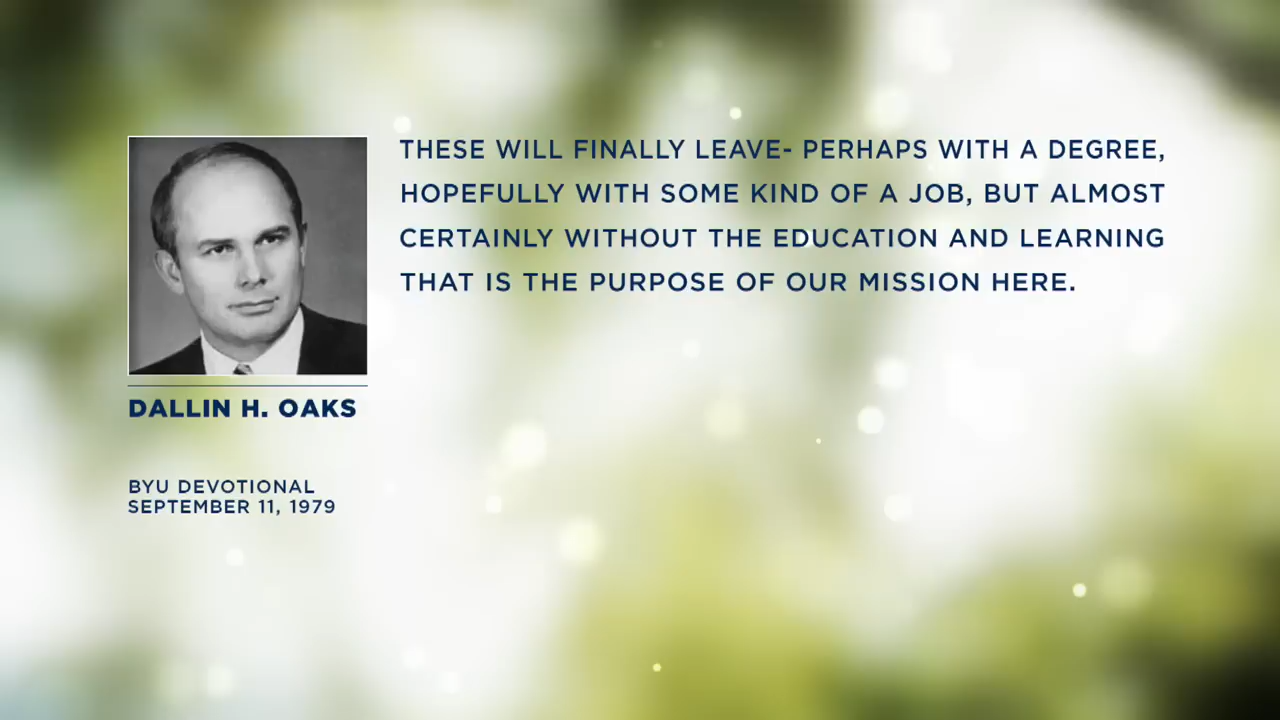 THESE WILL FINALLY LEAVE- PERHAPS WITH A DEGREE,
HOPEFULLY WITH SOME KIND OF A JOB, BUT ALMOST
CERTAINLY WITHOUT THE EDUCATION AND LEARNING
THAT IS THE PURPOSE OF OUR MISSION HERE.
DALLIN H. OAKS
BYU DEVOTIONAL
SEPTEMBER 11, 1979